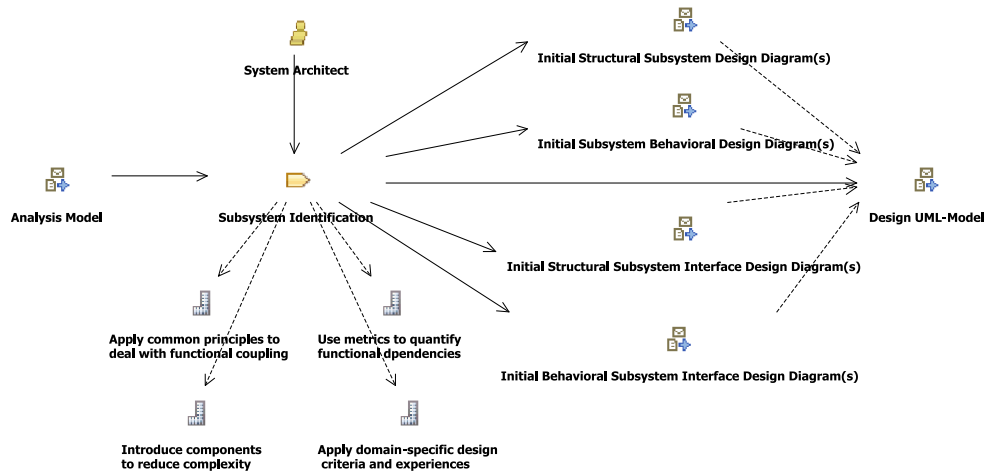 System Architect
Initial Structural Subsystem Design Diagram(s)
Initial Subsystem Behavioral Design Diagram(s)
Analysis Model
Subsystem Identification
Design UML-Model
Initial Structural Subsystem Interface Design Diagram(s)
Apply common principles to
deal with functional coupling
Use metrics to quantify
functional dpendencies
Initial Behavioral Subsystem Interface Design Diagram(s)
Introduce components
to reduce complexity
Apply domain-specific design
criteria and experiences